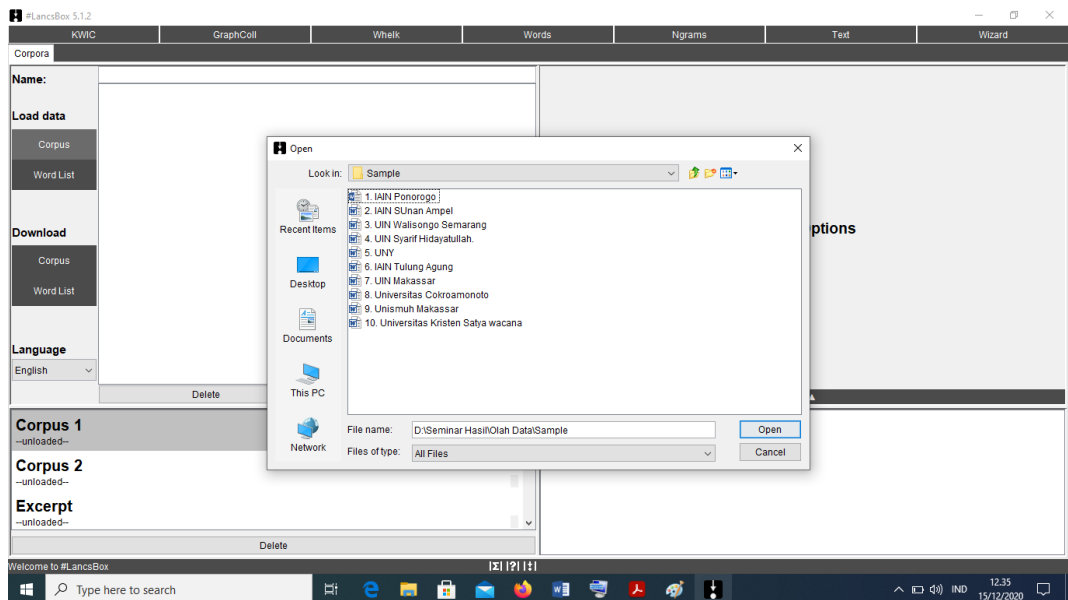 #LancsBox 5.1.2
KWIC GraphColl Whelk Words Ngrams Text Wizard
Corpora
Name:
Load data
Corpus
Word List
Download
Corpus
Word List
Language
English
Delete
Open
Look in: Sample
Recent Items
Desktop
Documents
This PC
Network
1. IAIN Ponorogo
2. IAIN SUnan Ampel
3. UIN Walisongo Semarang
4. UIN Syarif Hidayatullah.
5. UNY
6. IAIN Tulung Agung
7. UIN Makassar
8. Universitas Cokroamonoto
9. Unismuh Makassar
10. Universitas Kristen Satya wacana
File name: D:\Seminar Hasil\Olah Data\Sample Open
Files of type: All Files Cancel
ptions
Corpus 1
--unloaded--
Corpus 2
--unloaded--
Excerpt
--unloaded--
Delete
Welcome to #LancsBox |Σ| |?| |‡|
Type here to search IND 12.35
15/12/2020